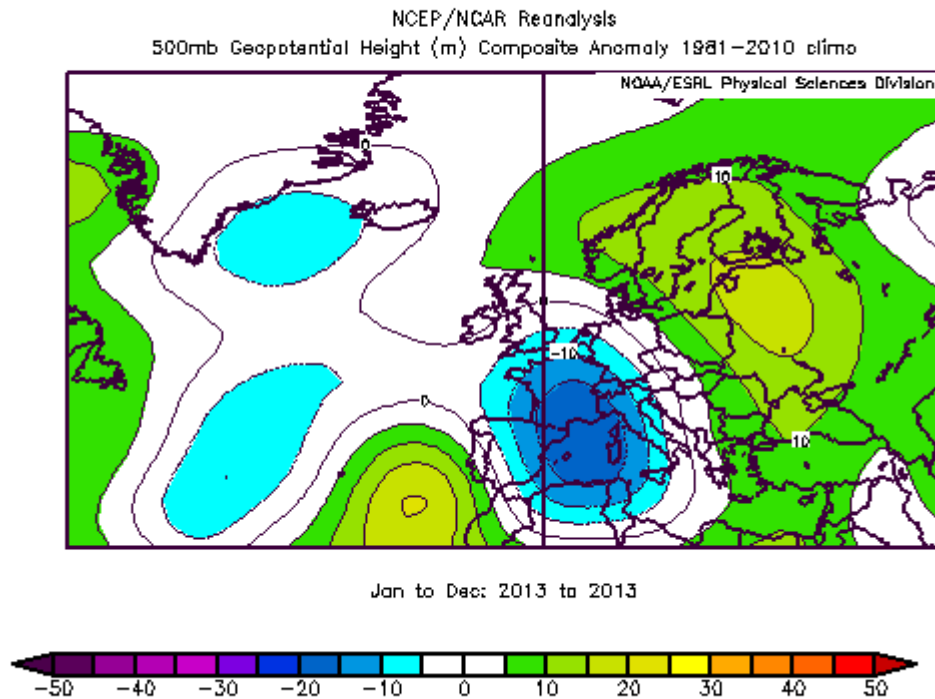 NCEP/NCAR Reanalysis
500mb Geopotential Height (m) Composite Anomaly 1981-2010 climo
NOAA/ESRL Physical Sciences Division
0
10
0
-10
0
10
Jan to Dec: 2013 to 2013
-50 -40 -30 -20 -10 0 10 20 30 40 50